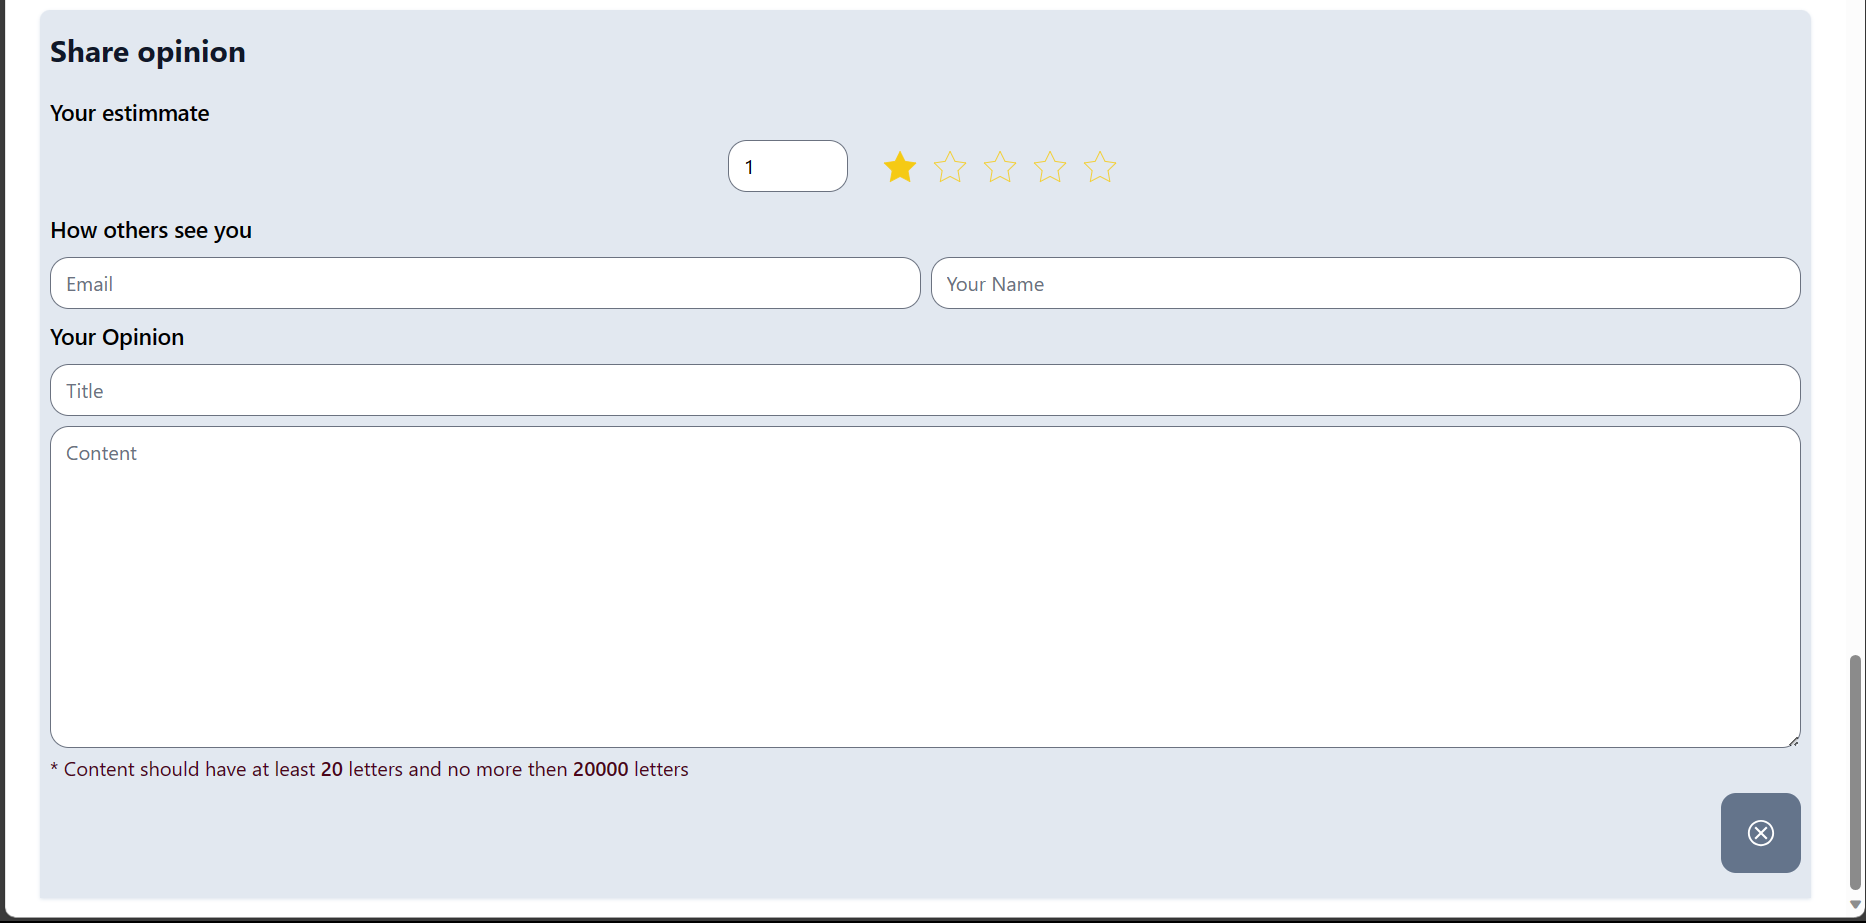 Share opinion
Your estimmate
1
How others see you
Email
Your Name
Your Opinion
Title
Content
* Content should have at least 20 letters and no more then 20000 letters